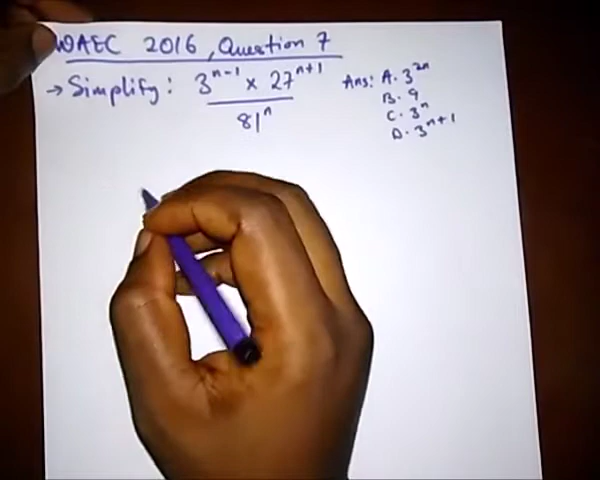 WAEC 2016, Question 7
→ Simplify: 3^(n-1) x 27^(n+1)
81^n
Ans: A. 3^(2n)
B. 9
C. 3^n
D. 3^(n+1)